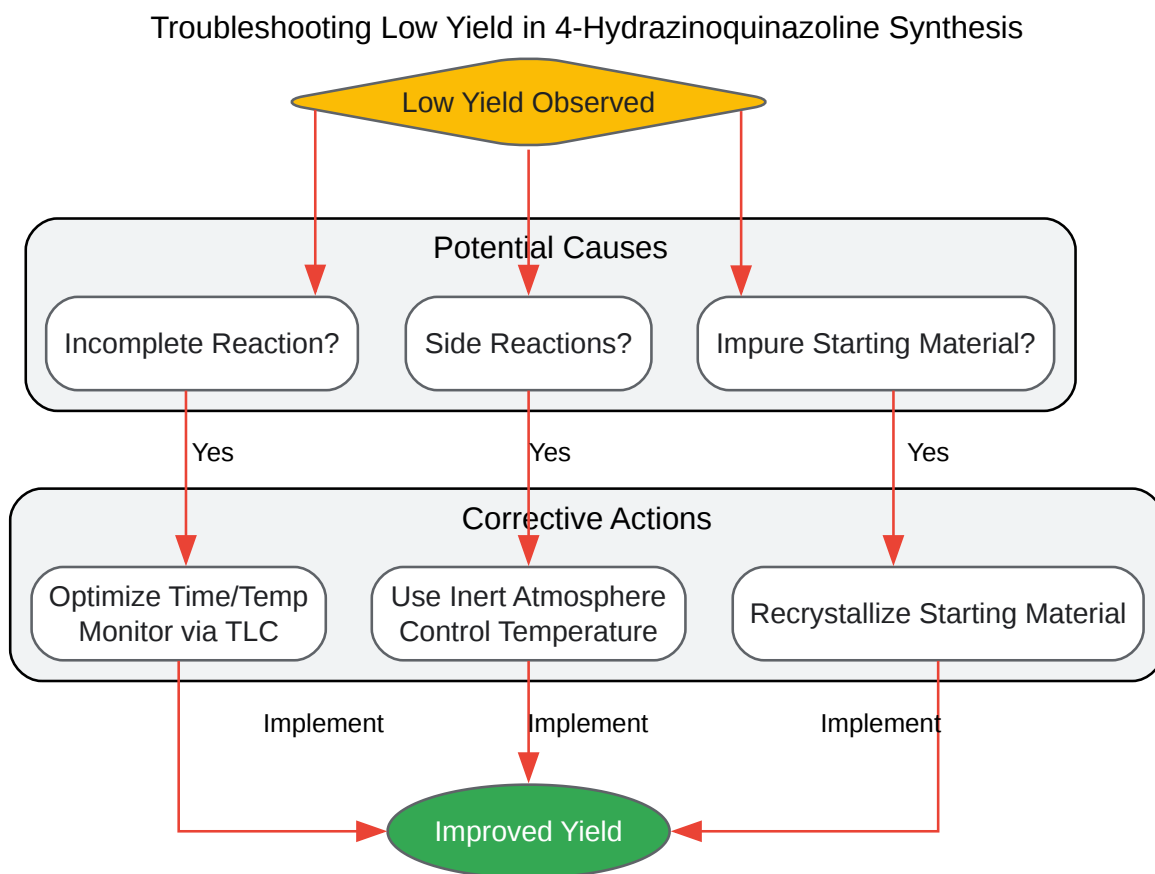 Troubleshooting Low Yield in 4-Hydrazinoquinazoline Synthesis
Low Yield Observed
Potential Causes
Incomplete Reaction?
Side Reactions?
Impure Starting Material?
Yes
Yes
Yes
Corrective Actions
Optimize Time/Temp
Monitor via TLC
Use Inert Atmosphere
Control Temperature
Recrystallize Starting Material
Implement
Implement
Implement
Improved Yield